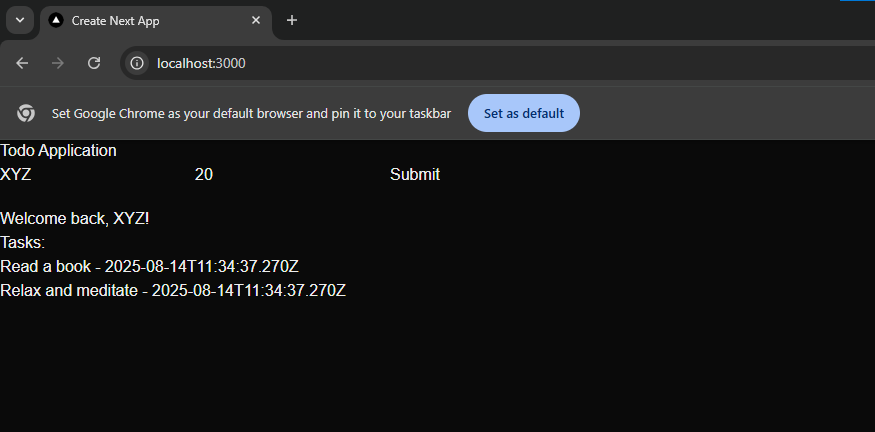 Create Next App
localhost:3000
Set Google Chrome as your default browser and pin it to your taskbar Set as default
Todo Application
XYZ 20 Submit
Welcome back, XYZ!
Tasks:
Read a book - 2025-08-14T11:34:37.270Z
Relax and meditate - 2025-08-14T11:34:37.270Z